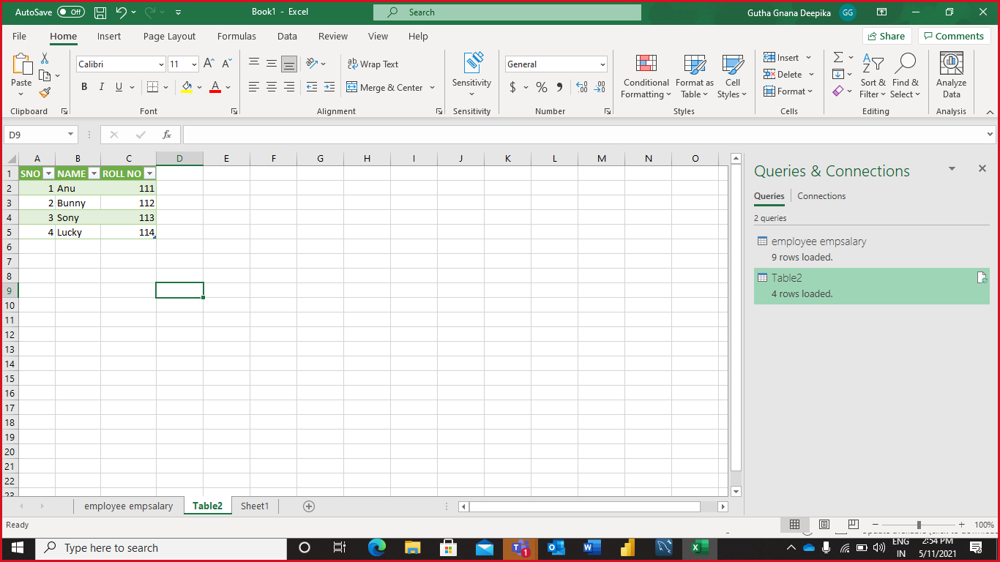 AutoSave Off Book1 - Excel Search Gutha Gnana Deepika GG
File Home Insert Page Layout Formulas Data Review View Help Share Comments
Calibri 11 A A ab Wrap Text General Insert
Paste B I U A Merge & Center $ % Sensitivity Conditional Formatting Format as Table Cell Styles Delete Format Sort & Filter Find & Select Analyze Data
Clipboard Font Alignment Sensitivity Number Styles Cells Editing Analysis
D9 fx
A B C D E F G H I J K L M N O
1 SNO NAME ROLL NO
2 1 Anu 111
3 2 Bunny 112
4 3 Sony 113
5 4 Lucky 114
6
7
8
9
10
11
12
13
14
15
16
17
18
19
20
21
22
23
Queries & Connections
Queries Connections
2 queries
employee empsalary
9 rows loaded.
Table2
4 rows loaded.
employee empsalary Table2 Sheet1
Ready 100%
Type here to search 1 ENG 2:54 PM
IN 5/11/2021